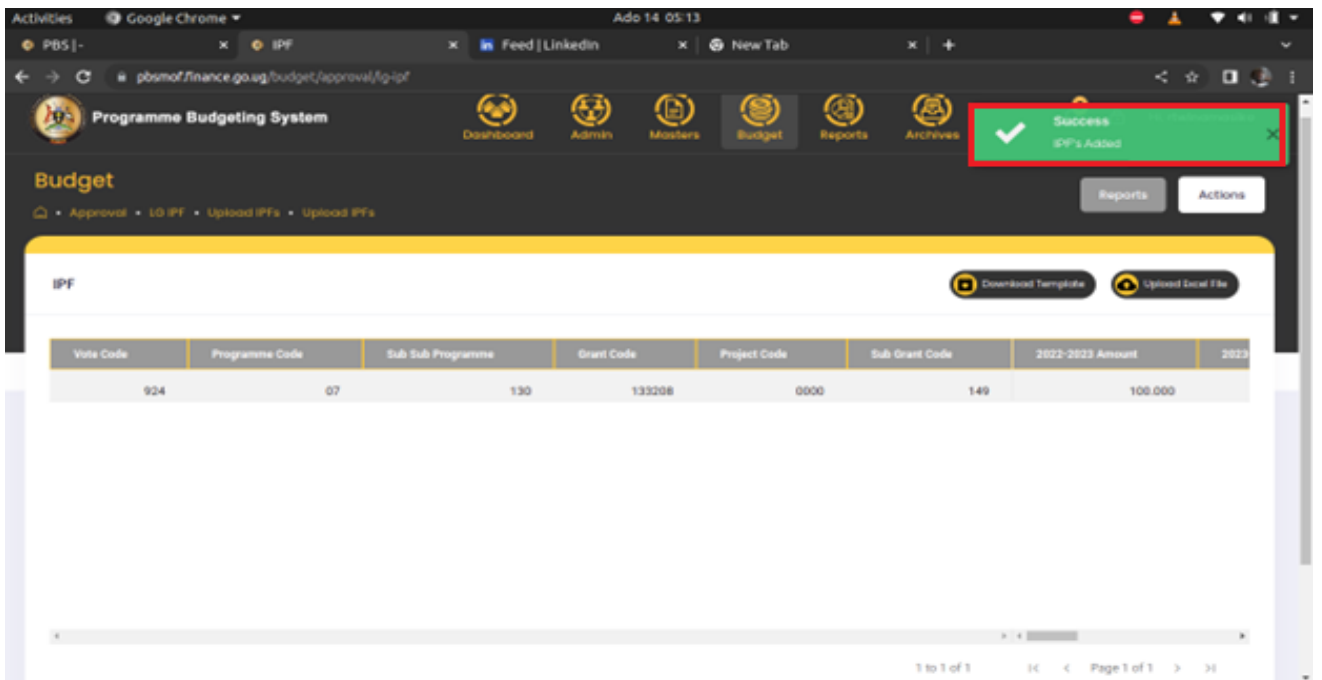 Activities Google Chrome Ado 14 05:13
PBS |- IPF Feed | LinkedIn New Tab
pbsmof.finance.go.ug/budget/approval/lg-ipf
Programme Budgeting System
Dashboard Admin Masters Budget Reports Archives
Success
IPF's Added
Budget
Reports Actions
Approval • LG IPF • Upload IPFs • Upload IPFs
IPF Download Template Upload Excel File
Vote Code Programme Code Sub Sub Programme Grant Code Project Code Sub Grant Code 2022-2023 Amount 2023
924 07 130 133208 0000 149 100.000
1 to 1 of 1 Page 1 of 1